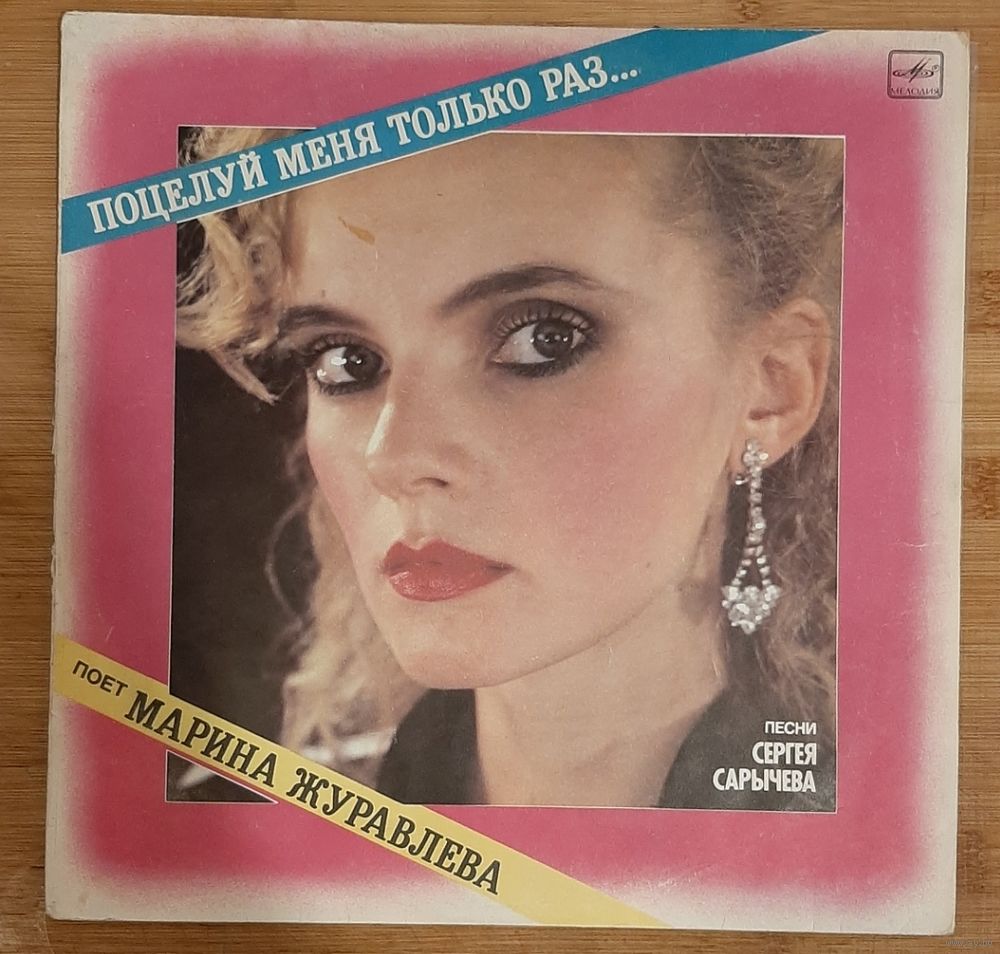 ПОЦЕЛУЙ МЕНЯ ТОЛЬКО РАЗ...
МЕЛОДИЯ
ПОЕТ МАРИНА ЖУРАВЛЕВА
ПЕСНИ
СЕРГЕЯ
САРЫЧЕВА